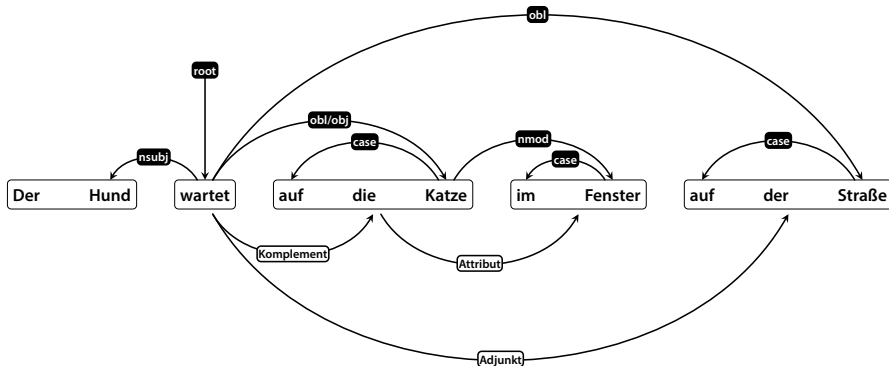 obl
root
obl/obj
case
nmod
case
case
nsubj
Der Hund wartet auf die Katze im Fenster auf der Straße
Komplement
Attribut
Adjunkt